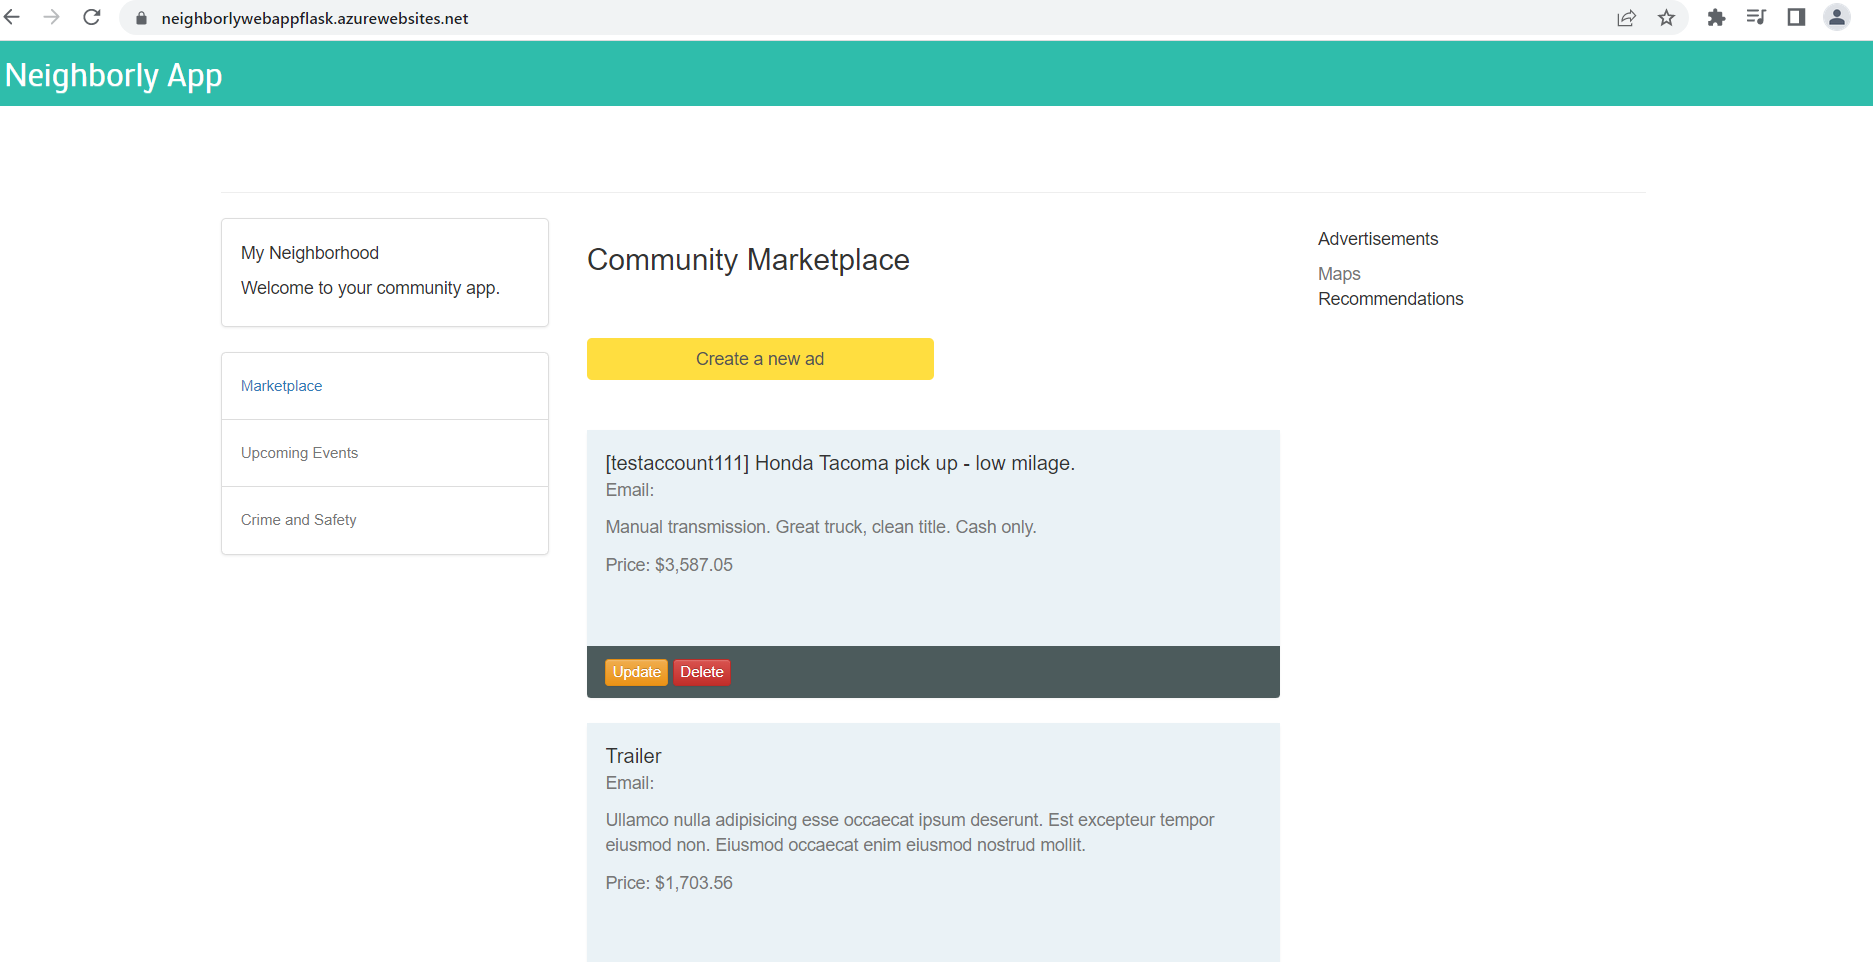 neighborlywebappflask.azurewebsites.net
Neighborly App
My Neighborhood
Welcome to your community app.
Marketplace
Upcoming Events
Crime and Safety
Community Marketplace
Create a new ad
[testaccount111] Honda Tacoma pick up - low milage.
Email:
Manual transmission. Great truck, clean title. Cash only.
Price: $3,587.05
Update Delete
Trailer
Email:
Ullamco nulla adipisicing esse occaecat ipsum deserunt. Est excepteur tempor
eiusmod non. Eiusmod occaecat enim eiusmod nostrud mollit.
Price: $1,703.56
Advertisements
Maps
Recommendations